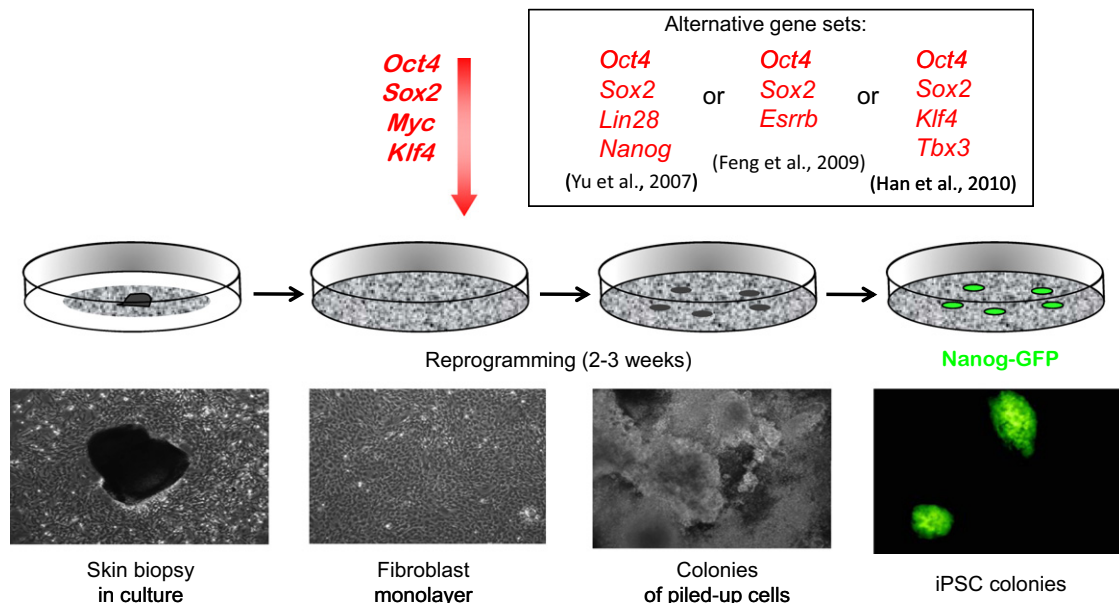 Oct4
Sox2
Myc
Klf4
Alternative gene sets:
Oct4
Sox2
Lin28
Nanog
(Yu et al., 2007)
or
Oct4
Sox2
Esrrb
(Feng et al., 2009)
or
Oct4
Sox2
Klf4
Tbx3
(Han et al., 2010)
Reprogramming (2-3 weeks)
Nanog-GFP
Skin biopsy
in culture
Fibroblast
monolayer
Colonies
of piled-up cells
iPSC colonies